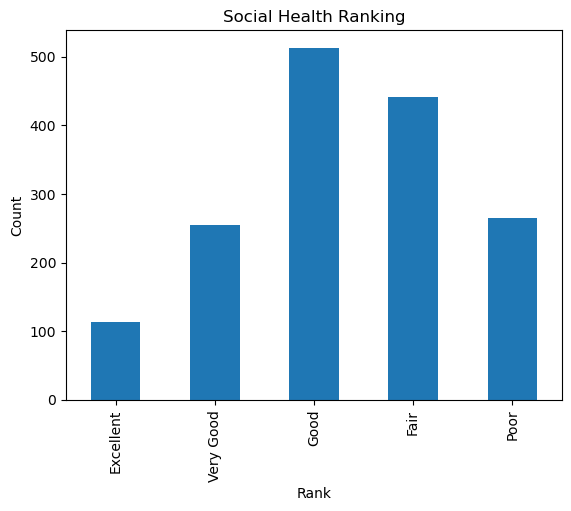 Social Health Ranking
500
400
300
200
100
0
Count
Excellent
Very Good
Good
Fair
Poor
Rank